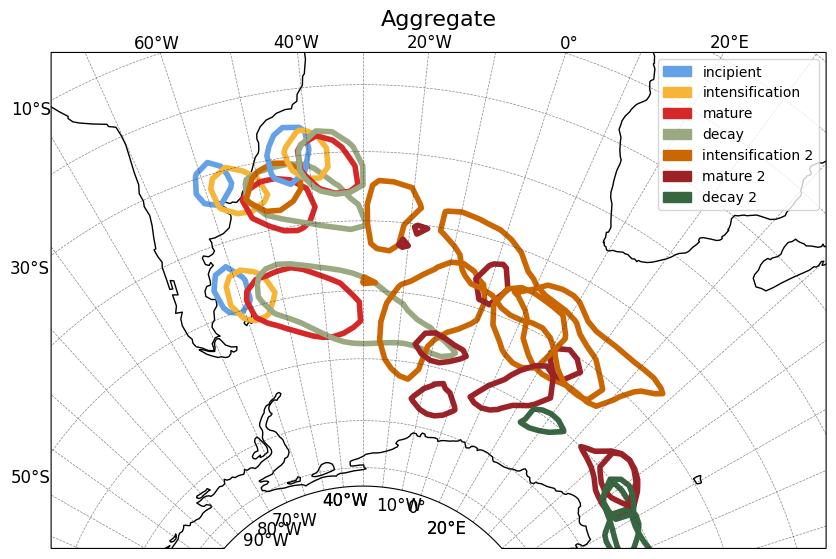 Aggregate
60°W 40°W 20°W 0° 20°E
10°S
30°S
50°S
incipient
intensification
mature
decay
intensification 2
mature 2
decay 2
40°W 10°W 0°
70°W 20°E
80°W
90°W